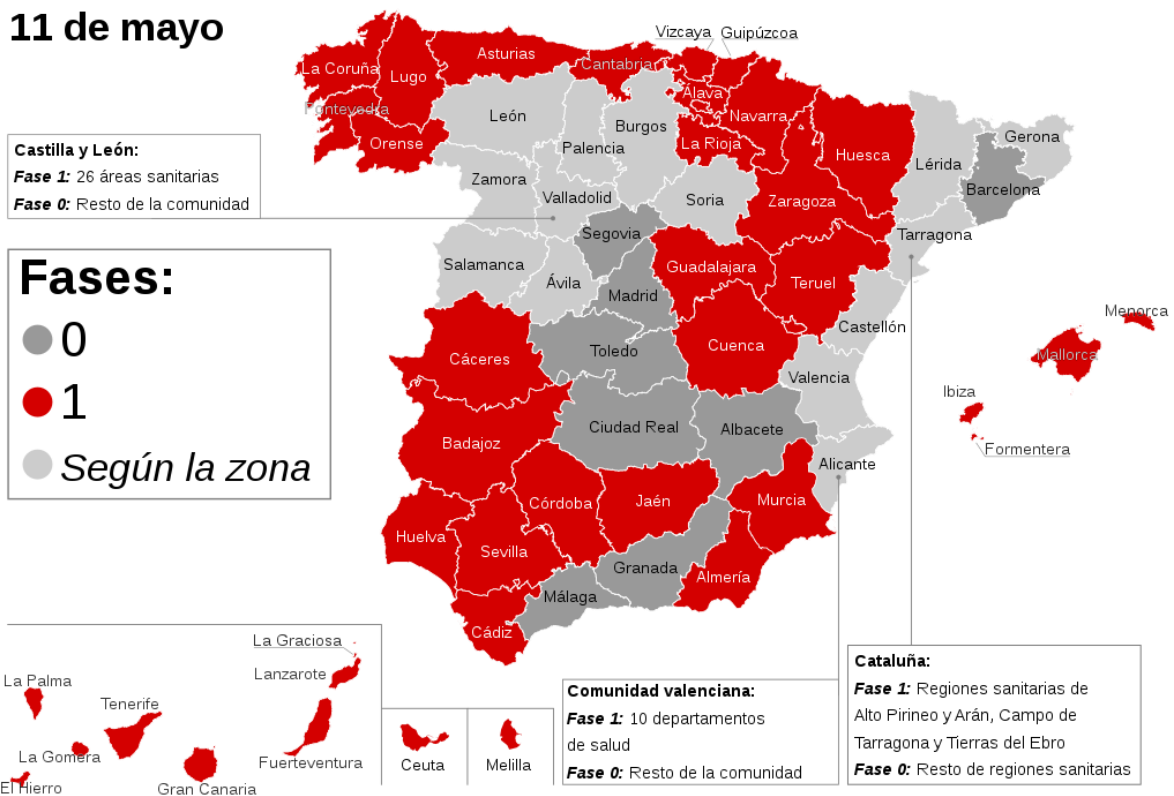 11 de mayo
Vizcaya
Guipúzcoa
La Coruña
Lugo
Asturias
Cantabria
Álava
Navarra
Pontevedra
Orense
León
Palencia
Burgos
La Rioja
Huesca
Lérida
Gerona
Barcelona
Castilla y León:
Fase 1: 26 áreas sanitarias
Fase 0: Resto de la comunidad
Zamora
Valladolid
Soria
Zaragoza
Tarragona
Segovia
Salamanca
Ávila
Madrid
Guadalajara
Teruel
Castellón
Fases:
0
1
Según la zona
Cáceres
Toledo
Cuenca
Valencia
Menorca
Mallorca
Ibiza
Formentera
Badajoz
Ciudad Real
Albacete
Alicante
Huelva
Sevilla
Córdoba
Jaén
Murcia
Granada
Almería
Málaga
Cádiz
La Graciosa
Lanzarote
La Palma
Tenerife
La Gomera
Fuerteventura
El Hierro
Gran Canaria
Ceuta
Melilla
Comunidad valenciana:
Fase 1: 10 departamentos
de salud
Fase 0: Resto de la comunidad
Cataluña:
Fase 1: Regiones sanitarias de
Alto Pirineo y Arán, Campo de
Tarragona y Tierras del Ebro
Fase 0: Resto de regiones sanitarias